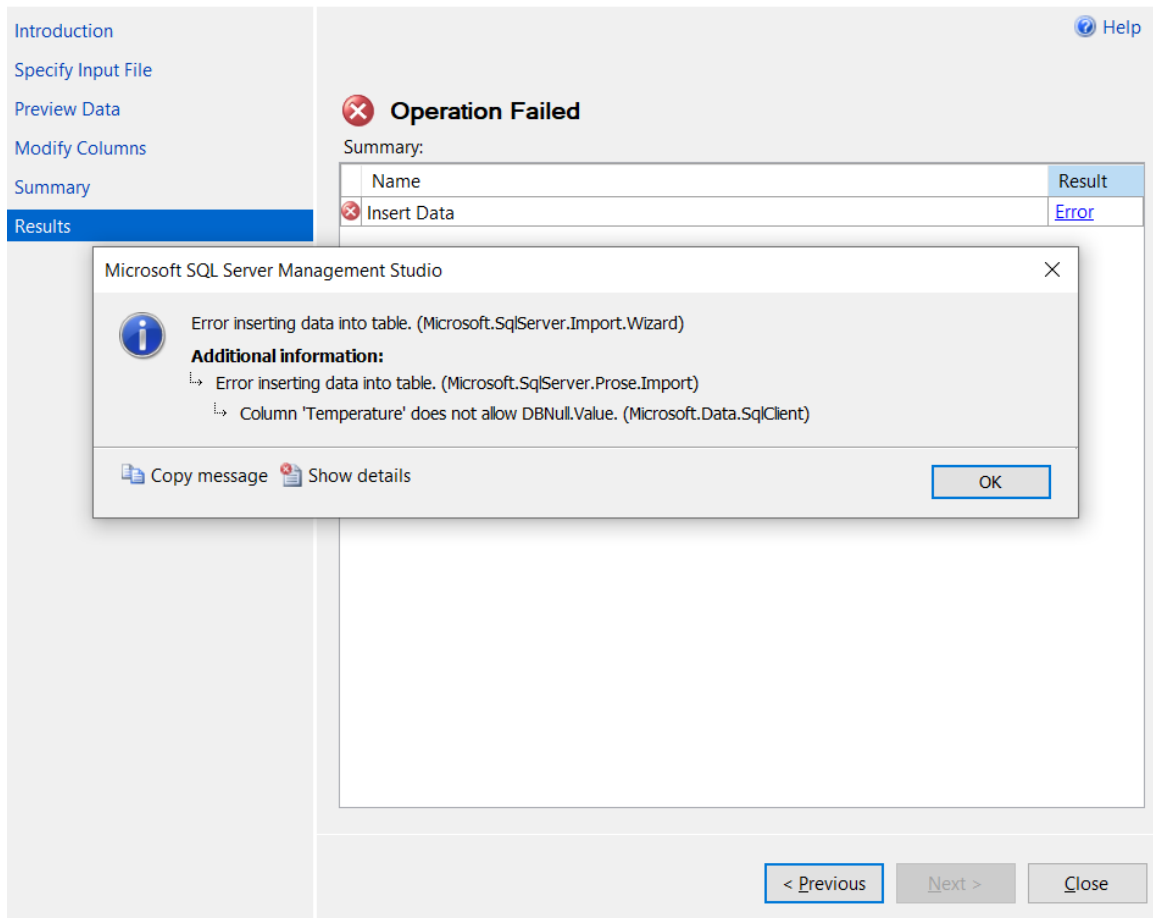 Introduction
Specify Input File
Preview Data
Modify Columns
Summary
Results
Help
Operation Failed
Summary:
Name Result
Insert Data Error
Microsoft SQL Server Management Studio
Error inserting data into table. (Microsoft.SqlServer.Import.Wizard)
Additional information:
Error inserting data into table. (Microsoft.SqlServer.Prose.Import)
Column 'Temperature' does not allow DBNull.Value. (Microsoft.Data.SqlClient)
Copy message Show details OK
< Previous Next > Close